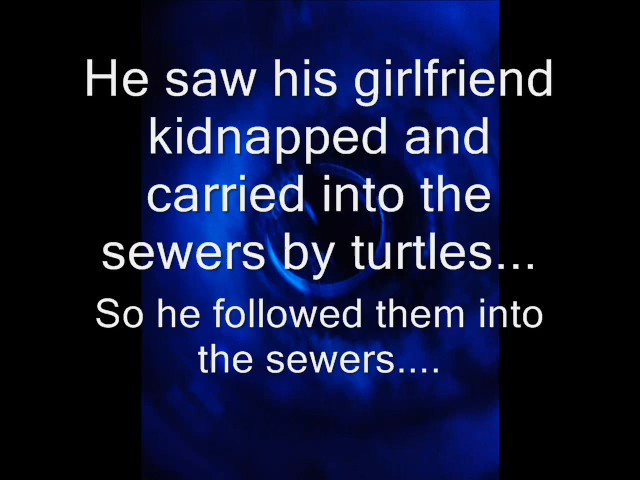 He saw his girlfriend
kidnapped and
carried into the
sewers by turtles...
So he followed them into
the sewers....